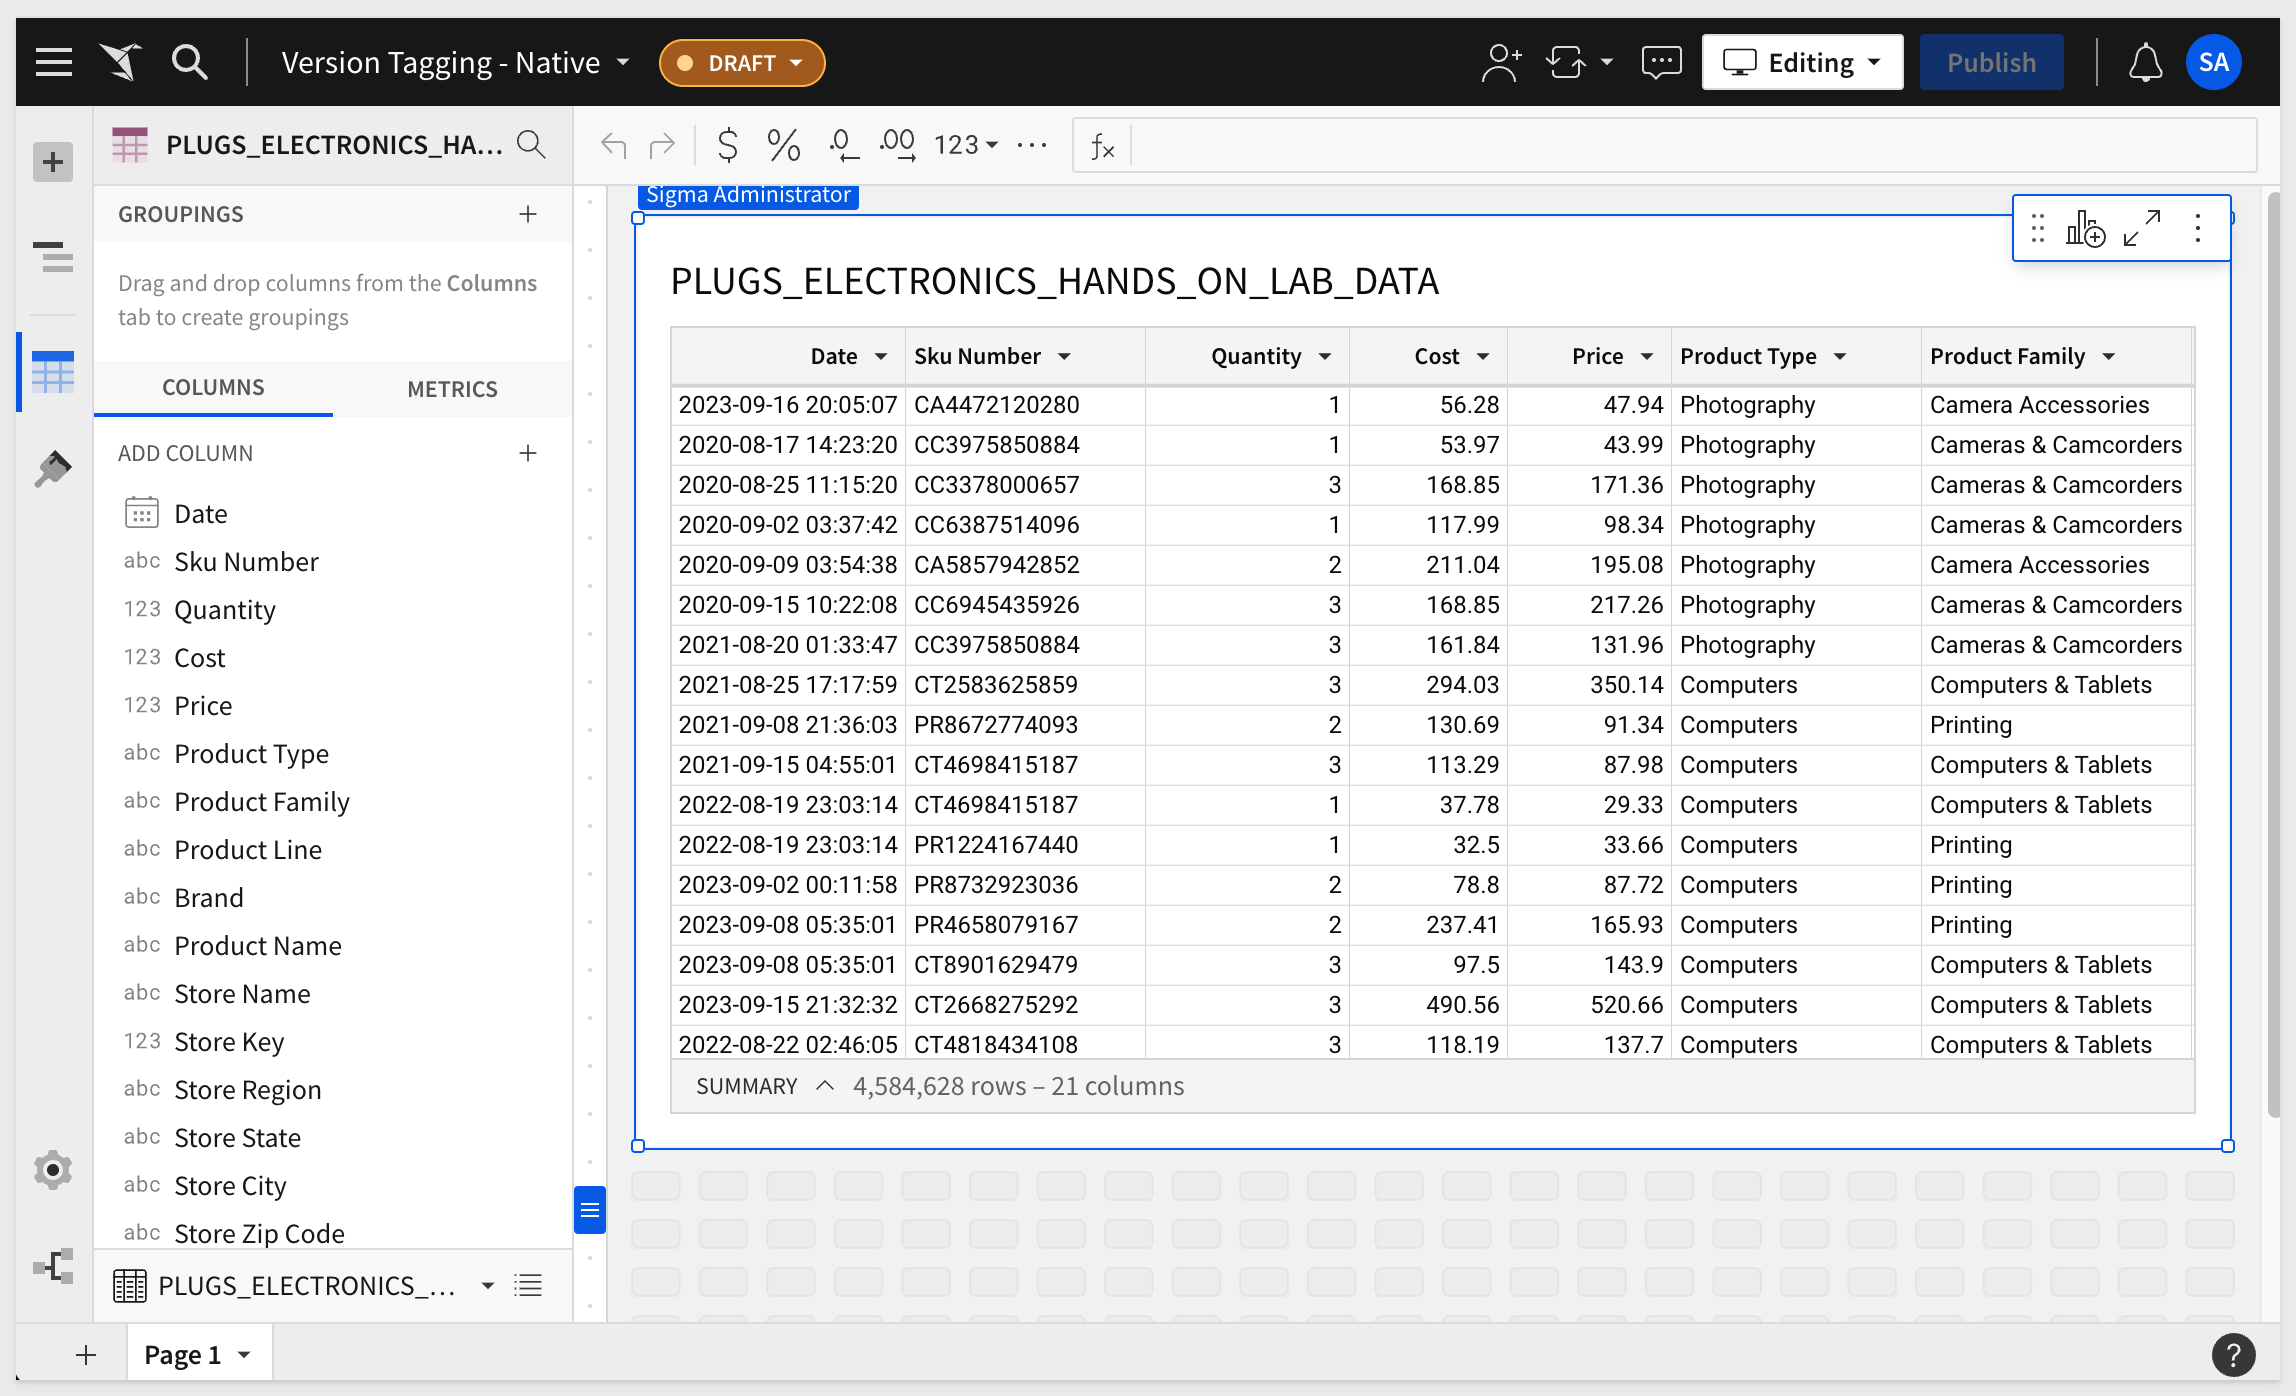 Version Tagging - Native
DRAFT
Editing
Publish
SA
PLUGS_ELECTRONICS_HA...
$ % .0 .00 123 ...
fx
GROUPINGS
Drag and drop columns from the Columns
tab to create groupings
COLUMNS METRICS
ADD COLUMN
Date
abc Sku Number
123 Quantity
123 Cost
123 Price
abc Product Type
abc Product Family
abc Product Line
abc Brand
abc Product Name
abc Store Name
123 Store Key
abc Store Region
abc Store State
abc Store City
abc Store Zip Code
PLUGS_ELECTRONICS_...
Sigma Administrator
PLUGS_ELECTRONICS_HANDS_ON_LAB_DATA
Date Sku Number Quantity Cost Price Product Type Product Family
2023-09-16 20:05:07 CA4472120280 1 56.28 47.94 Photography Camera Accessories
2020-08-17 14:23:20 CC3975850884 1 53.97 43.99 Photography Cameras & Camcorders
2020-08-25 11:15:20 CC3378000657 3 168.85 171.36 Photography Cameras & Camcorders
2020-09-02 03:37:42 CC6387514096 1 117.99 98.34 Photography Cameras & Camcorders
2020-09-09 03:54:38 CA5857942852 2 211.04 195.08 Photography Camera Accessories
2020-09-15 10:22:08 CC6945435926 3 168.85 217.26 Photography Cameras & Camcorders
2021-08-20 01:33:47 CC3975850884 3 161.84 131.96 Photography Cameras & Camcorders
2021-08-25 17:17:59 CT2583625859 3 294.03 350.14 Computers Computers & Tablets
2021-09-08 21:36:03 PR8672774093 2 130.69 91.34 Computers Printing
2021-09-15 04:55:01 CT4698415187 3 113.29 87.98 Computers Computers & Tablets
2022-08-19 23:03:14 CT4698415187 1 37.78 29.33 Computers Computers & Tablets
2022-08-19 23:03:14 PR1224167440 1 32.5 33.66 Computers Printing
2023-09-02 00:11:58 PR8732923036 2 78.8 87.72 Computers Printing
2023-09-08 05:35:01 PR4658079167 2 237.41 165.93 Computers Printing
2023-09-08 05:35:01 CT8901629479 3 97.5 143.9 Computers Computers & Tablets
2023-09-15 21:32:32 CT2668275292 3 490.56 520.66 Computers Computers & Tablets
2022-08-22 02:46:05 CT4818434108 3 118.19 137.7 Computers Computers & Tablets
SUMMARY 4,584,628 rows – 21 columns
Page 1
?